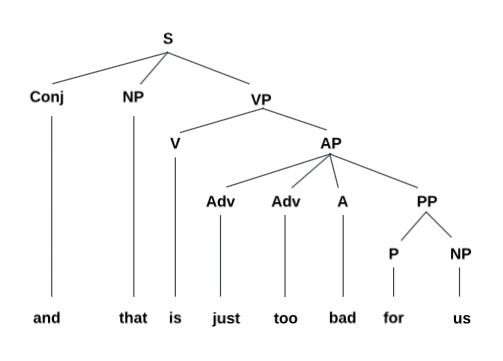 S
Conj NP VP
V AP
Adv Adv A PP
P NP
and that is just too bad for us